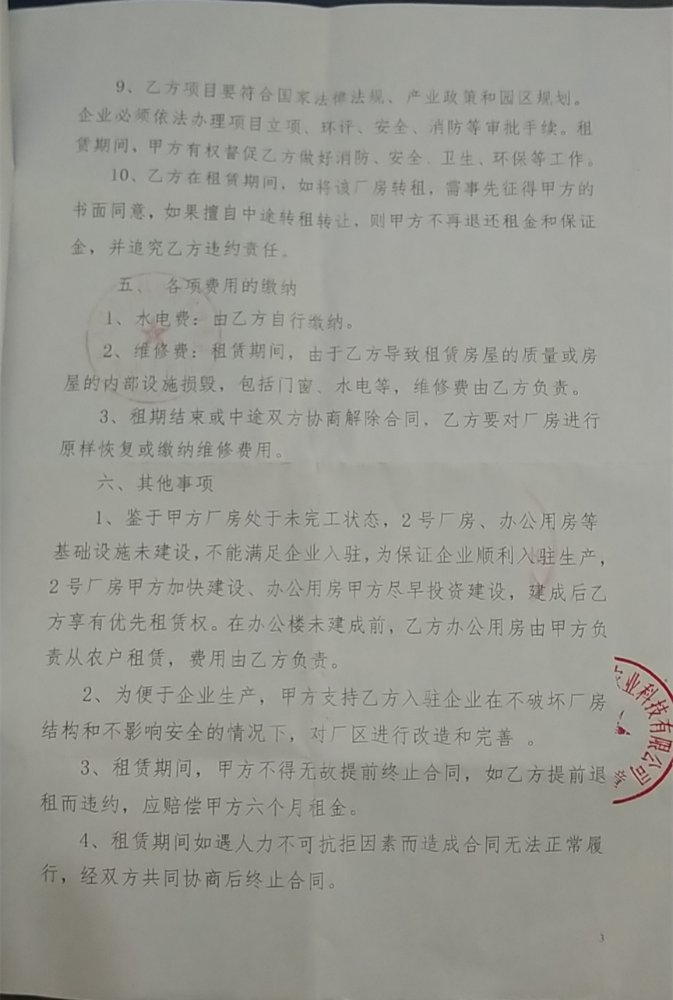 9、乙方项目要符合国家法律法规、产业政策和园区规划。
企业必须依法办理项目立项、环评、安全、消防等审批手续。租
赁期间，甲方有权督促乙方做好消防、安全、卫生、环保等工作。
10、乙方在租赁期间，如将该厂房转租，需事先征得甲方的
书面同意，如果擅自中途转租转让，则甲方不再退还租金和保证
金，并追究乙方违约责任。
五、 各项费用的缴纳
1、水电费：由乙方自行缴纳。
2、维修费：租赁期间，由于乙方导致租赁房屋的质量或房
屋的内部设施损毁，包括门窗、水电等，维修费由乙方负责。
3、租期结束或中途双方协商解除合同，乙方要对厂房进行
原样恢复或缴纳维修费用。
六、其他事项
1、鉴于甲方厂房处于未完工状态，2号厂房、办公用房等
基础设施未建设,不能满足企业入驻,为保证企业顺利入驻生产，
2号厂房甲方加快建设、办公用房甲方尽早投资建设，建成后乙
方享有优先租赁权。在办公楼未建成前，乙方办公用房由甲方负
责从农户租赁，费用由乙方负责。
2、为便于企业生产，甲方支持乙方入驻企业在不破坏厂房
结构和不影响安全的情况下，对厂区进行改造和完善 。
3、租赁期间，甲方不得无故提前终止合同，如乙方提前退
租而违约，应赔偿甲方六个月租金。
4、租赁期间如遇人力不可抗拒因素而造成合同无法正常履
行，经双方共同协商后终止合同。
业科技有限公司
3